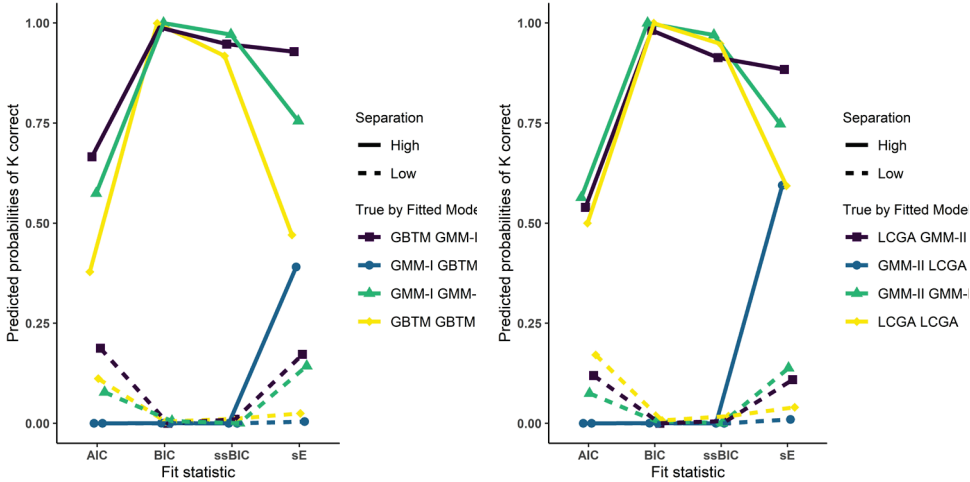 Predicted probabilities of K correct
1.00
0.75
0.50
0.25
0.00
AIC BIC ssBIC sE
Fit statistic
Separation
High
Low
True by Fitted Mode
GBTM GMM-I
GMM-I GBTM
GMM-I GMM-
GBTM GBTM
Predicted probabilities of K correct
1.00
0.75
0.50
0.25
0.00
AIC BIC ssBIC sE
Fit statistic
Separation
High
Low
True by Fitted Model
LCGA GMM-II
GMM-II LCGA
GMM-II GMM-I
LCGA LCGA